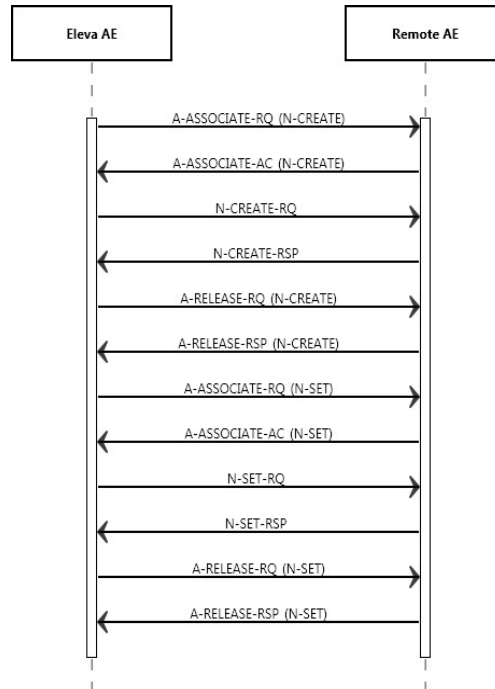 Eleva AE
Remote AE
A-ASSOCIATE-RQ (N-CREATE)
A-ASSOCIATE-AC (N-CREATE)
N-CREATE-RQ
N-CREATE-RSP
A-RELEASE-RQ (N-CREATE)
A-RELEASE-RSP (N-CREATE)
A-ASSOCIATE-RQ (N-SET)
A-ASSOCIATE-AC (N-SET)
N-SET-RQ
N-SET-RSP
A-RELEASE-RQ (N-SET)
A-RELEASE-RSP (N-SET)